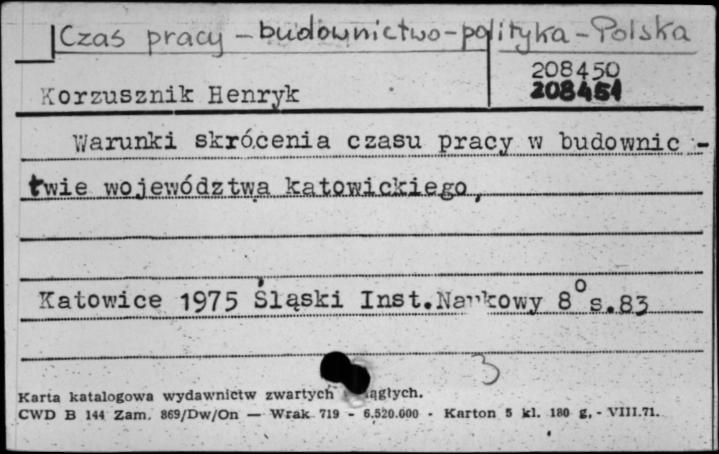 Czas pracy – budownictwo – polityka – Polska
208450
Korzusznik Henryk
208451
Warunki skrócenia czasu pracy w budownic -
twie województwa katowickiego,
Katowice 1975 Śląski Inst. Naukowy 8° s. 83
3
Karta katalogowa wydawnictw zwartych
CWD B 144 Zam. 869/Dw/On — Wrak 719 - 6.520.000 - Karton 5 kl. 180 g. - VIII.71.